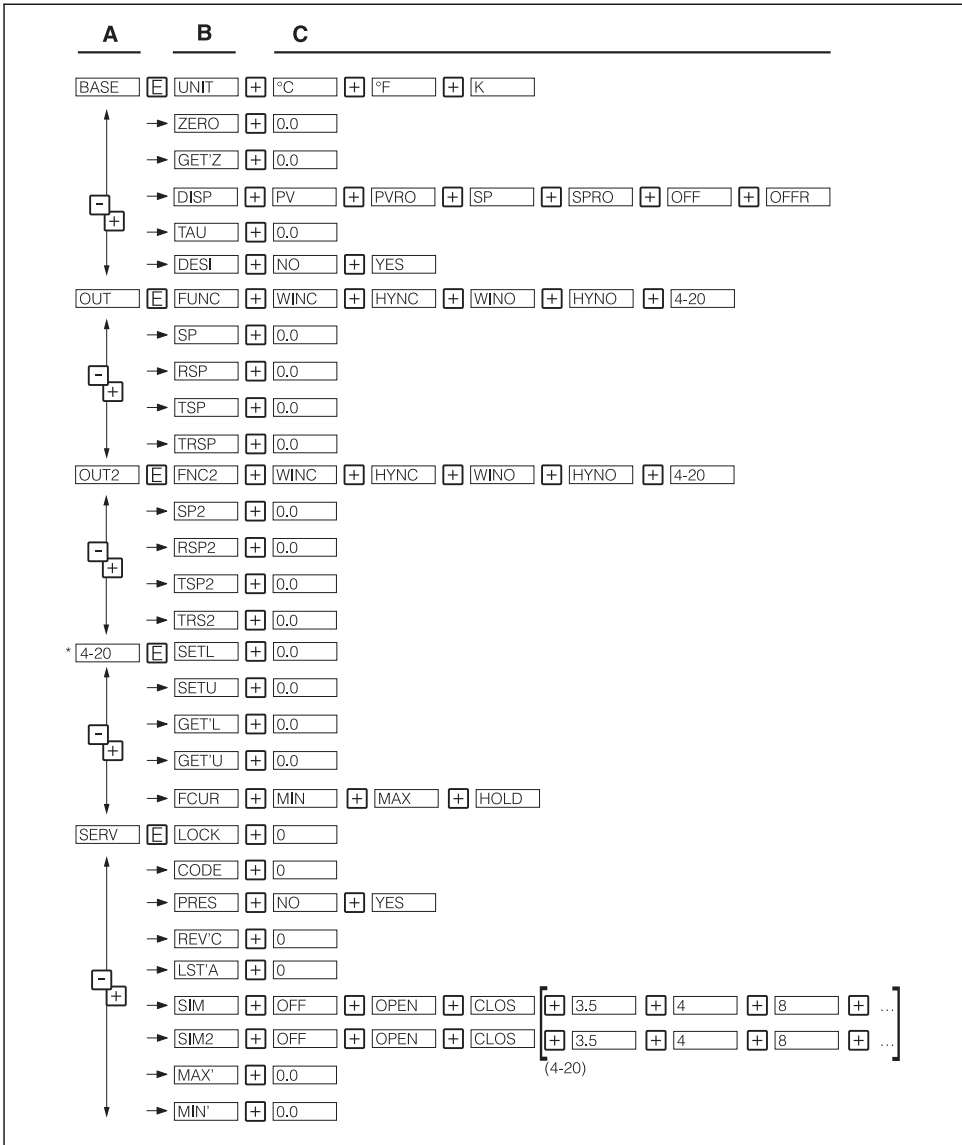 A B C
BASE E UNIT + °C + °F + K
ZERO + 0.0
GET'Z + 0.0
DISP + PV + PVRO + SP + SPRO + OFF + OFFR
- +
TAU + 0.0
DESI + NO + YES
OUT E FUNC + WINC + HYNC + WINO + HYNO + 4-20
SP + 0.0
RSP + 0.0
- +
TSP + 0.0
TRSP + 0.0
OUT2 E FNC2 + WINC + HYNC + WINO + HYNO + 4-20
SP2 + 0.0
RSP2 + 0.0
- +
TSP2 + 0.0
TRS2 + 0.0
* 4-20 E SETL + 0.0
SETU + 0.0
GET'L + 0.0
- +
GET'U + 0.0
FCUR + MIN + MAX + HOLD
SERV E LOCK + 0
CODE + 0
PRES + NO + YES
REV'C + 0
LST'A + 0
- +
SIM + OFF + OPEN + CLOS [ + 3.5 + 4 + 8 + ... ]
SIM2 + OFF + OPEN + CLOS [ + 3.5 + 4 + 8 + ... ]
(4-20)
MAX' + 0.0
MIN' + 0.0